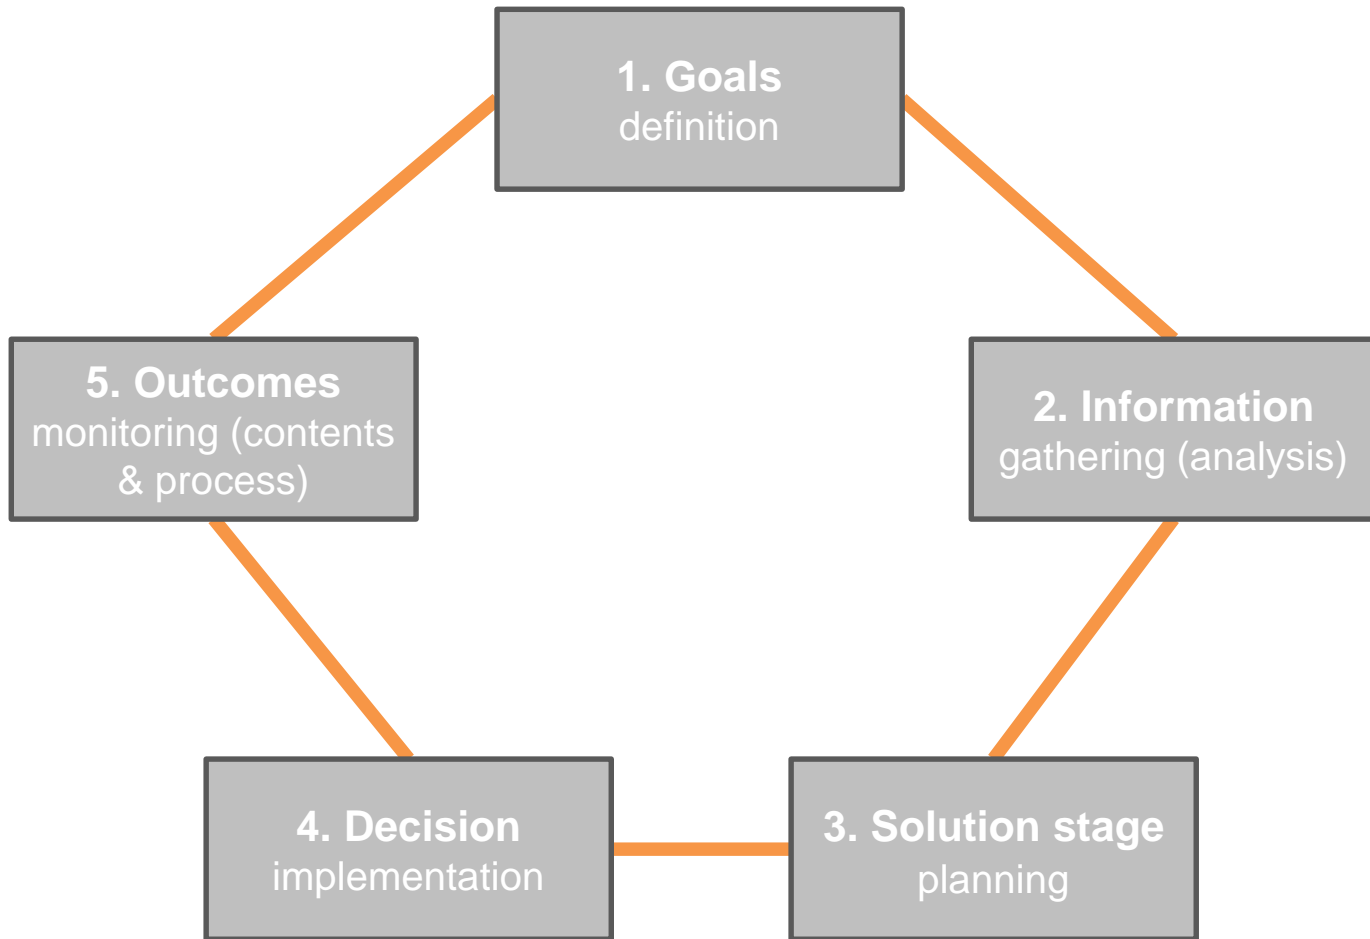 1. Goals
definition
2. Information
gathering (analysis)
3. Solution stage
planning
4. Decision
implementation
5. Outcomes
monitoring (contents
& process)